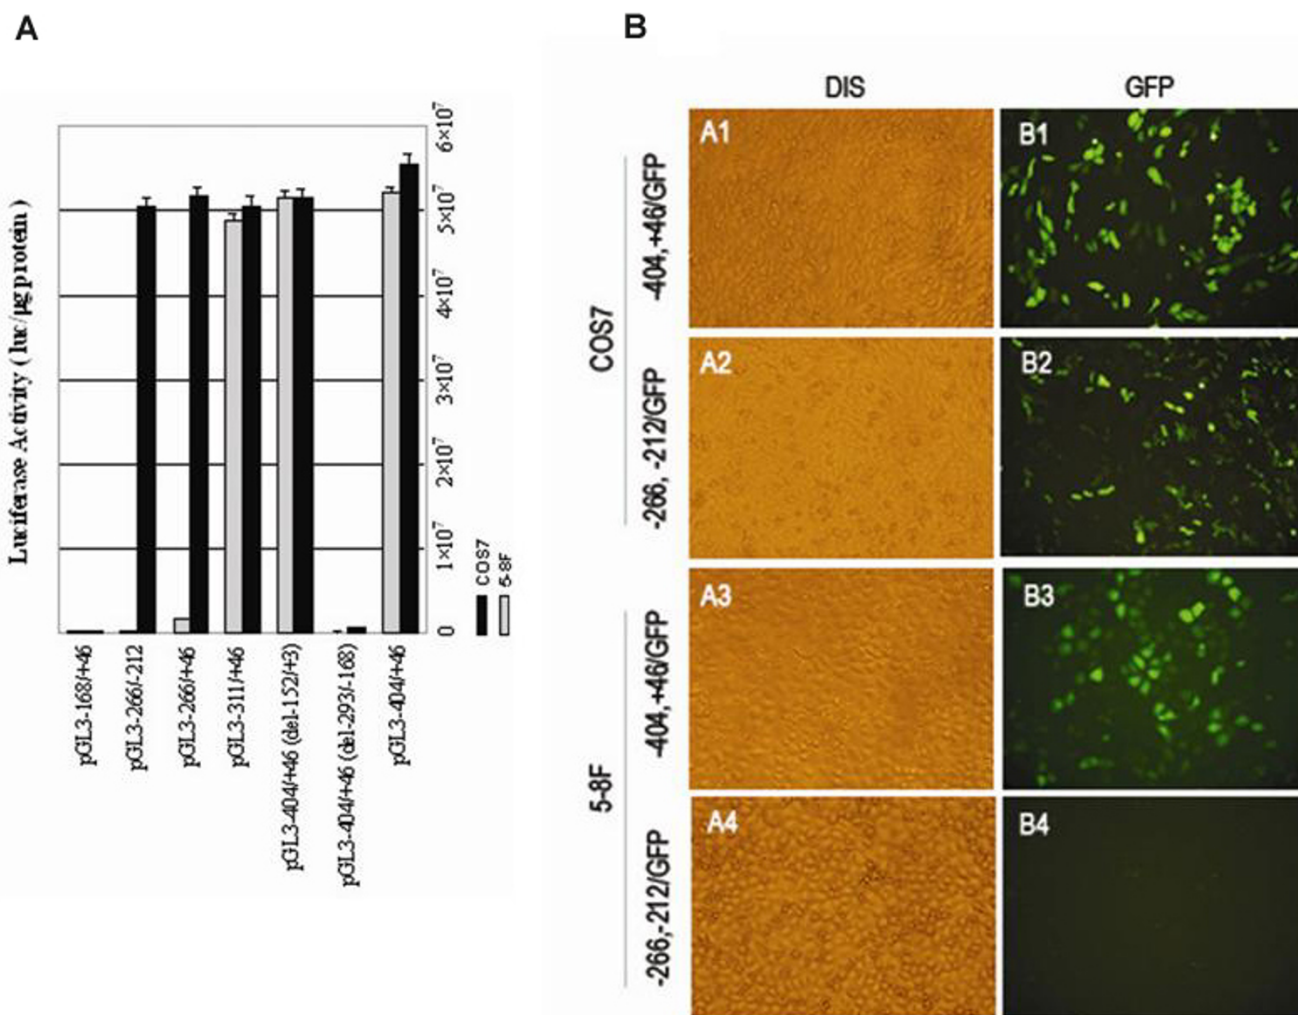 A
Luciferase Activity ( luc/µg protein )
6×10⁷
5×10⁷
4×10⁷
3×10⁷
2×10⁷
1×10⁷
0
COS7
5-8F
pGL3-168/+46
pGL3-266/-212
pGL3-266/+46
pGL3-311/+46
pGL3-404/+46 (del-152/+3)
pGL3-404/+46 (del-293/-168)
pGL3-404/+46
B
DIS
GFP
COS7
-404,+46/GFP
A1
B1
-266, -212/GFP
A2
B2
5-8F
-404,+46/GFP
A3
B3
-266,-212/GFP
A4
B4